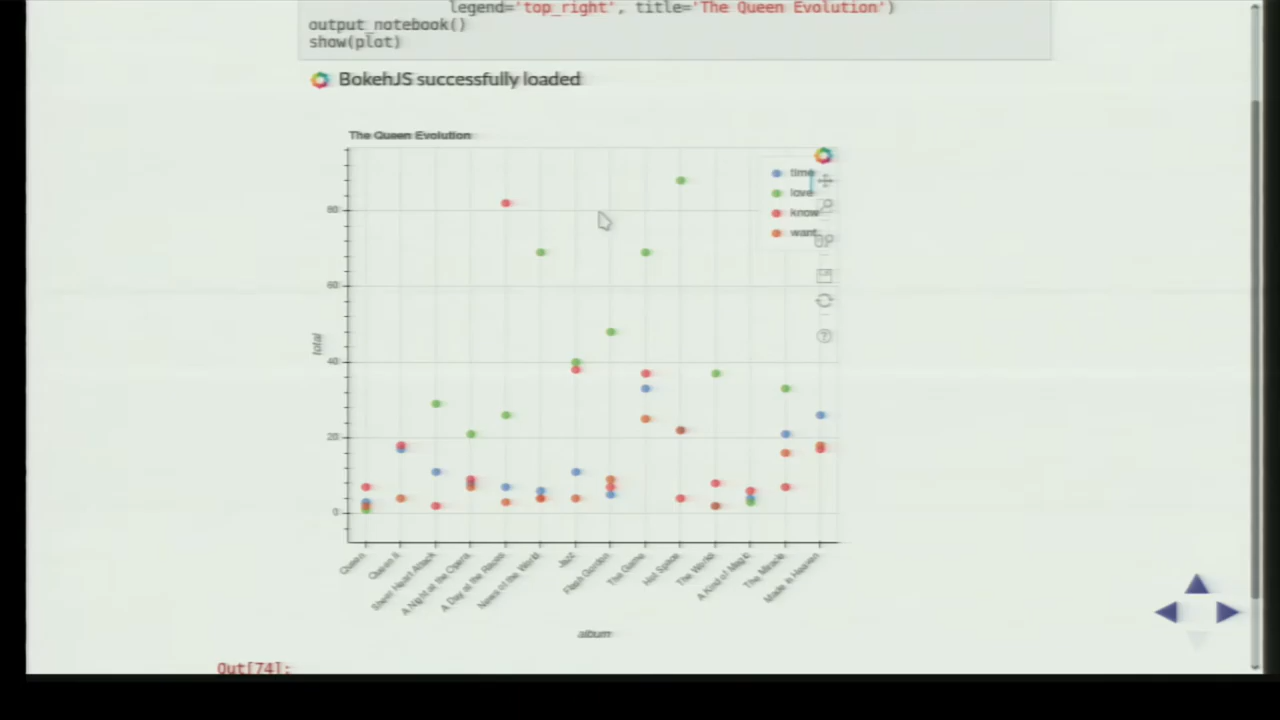 legend='top_right', title='The Queen Evolution')
output_notebook()
show(plot)
BokehJS successfully loaded
The Queen Evolution
time
love
know
want
total
80
60
40
20
0
Queen
Queen II
Sheer Heart Attack
A Night at the Opera
A Day at the Races
News of the World
Jazz
Flash Gordon
The Game
Hot Space
The Works
A Kind of Magic
The Miracle
Made in Heaven
album
Out[74]: